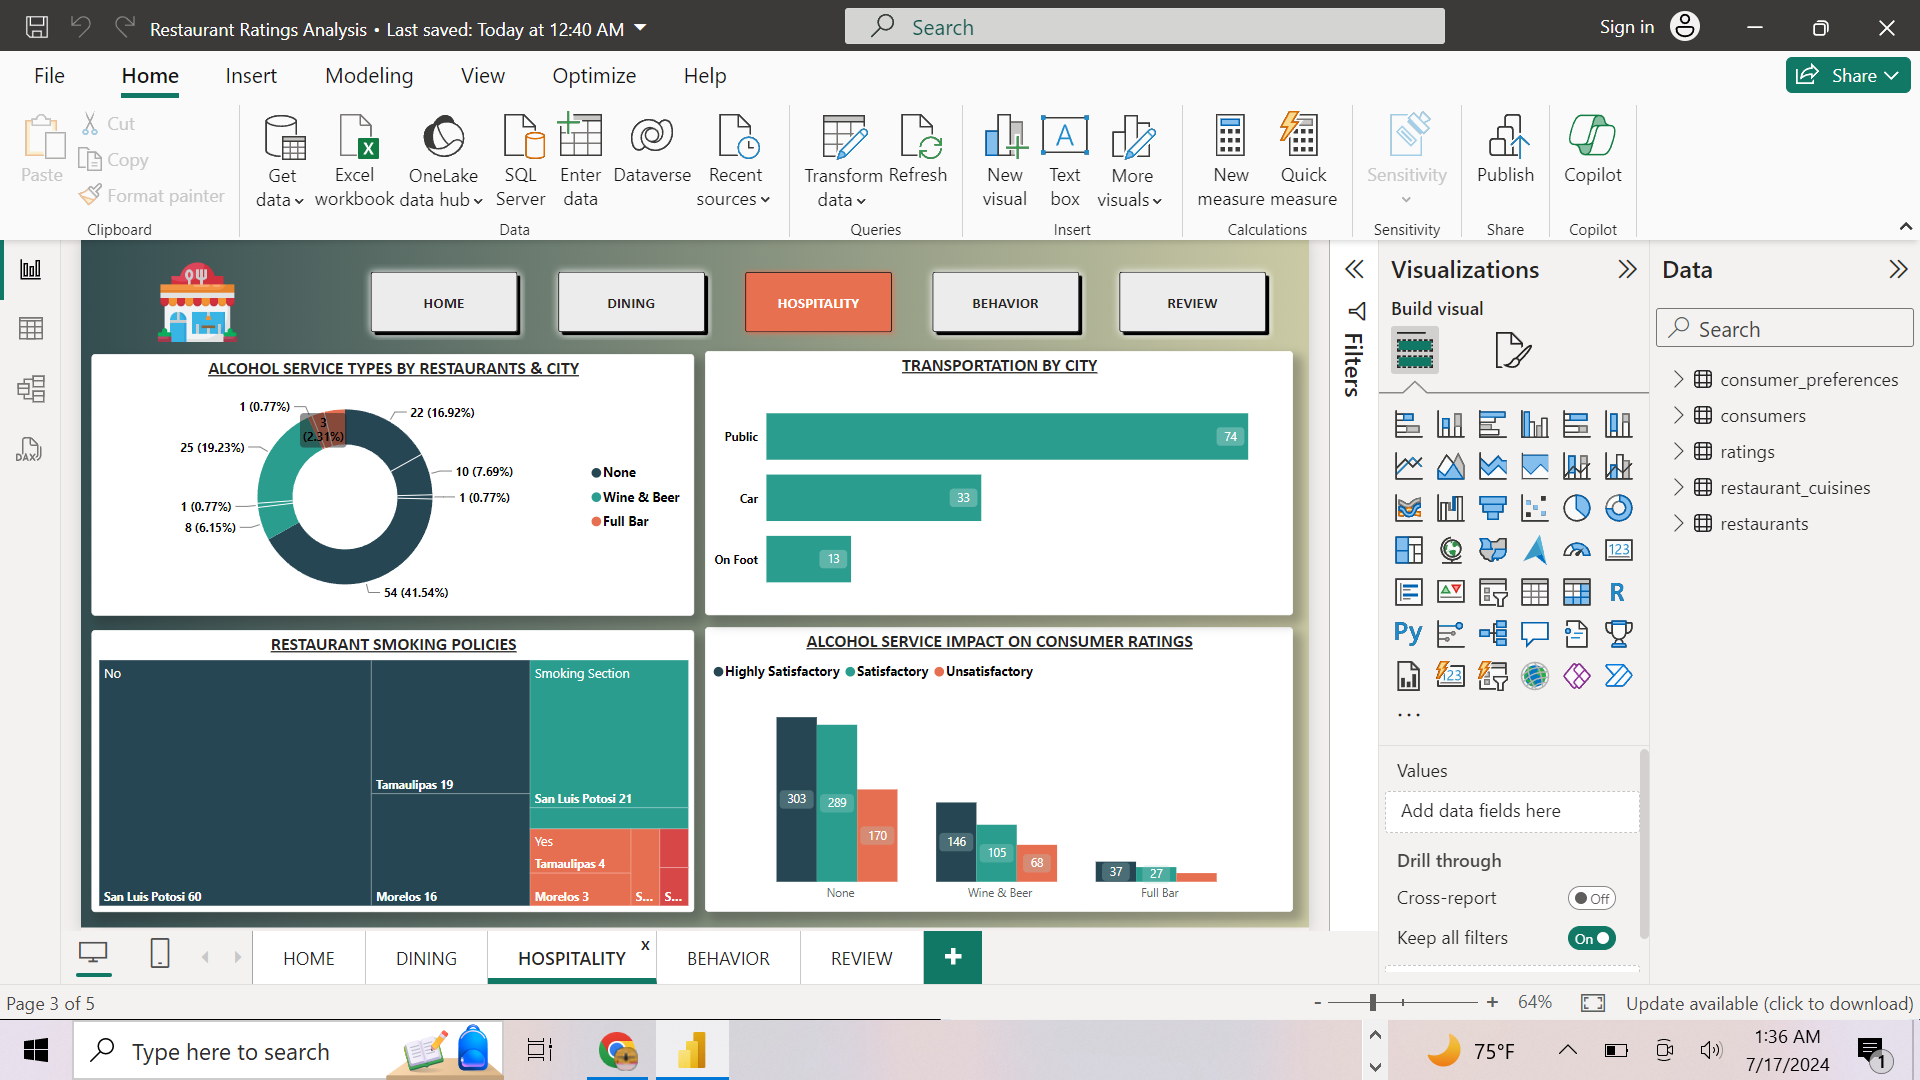 Restaurant Ratings Analysis • Last saved: Today at 12:40 AM
Search
Sign in
File Home Insert Modeling View Optimize Help
Share
Paste
Cut
Copy
Format painter
Clipboard
Get data
Excel workbook
OneLake data hub
SQL Server
Enter data
Dataverse
Recent sources
Data
Transform data
Refresh
Queries
New visual
Text box
More visuals
Insert
New measure
Quick measure
Calculations
Sensitivity
Sensitivity
Publish
Share
Copilot
Copilot
HOME
DINING
HOSPITALITY
BEHAVIOR
REVIEW
ALCOHOL SERVICE TYPES BY RESTAURANTS & CITY
1 (0.77%)
3
(2.31%)
22 (16.92%)
25 (19.23%)
10 (7.69%)
1 (0.77%)
1 (0.77%)
8 (6.15%)
54 (41.54%)
None
Wine & Beer
Full Bar
TRANSPORTATION BY CITY
Public
74
Car
33
On Foot
13
RESTAURANT SMOKING POLICIES
No
San Luis Potosi 60
Tamaulipas 19
Morelos 16
Smoking Section
San Luis Potosi 21
Yes
Tamaulipas 4
Morelos 3
S...
S...
ALCOHOL SERVICE IMPACT ON CONSUMER RATINGS
Highly Satisfactory Satisfactory Unsatisfactory
303
289
170
146
105
68
37
27
None
Wine & Beer
Full Bar
Filters
Visualizations
Build visual
123
R
Py
123
...
Values
Add data fields here
Drill through
Cross-report
Off
Keep all filters
On
Data
Search
consumer_preferences
consumers
ratings
restaurant_cuisines
restaurants
DAX
HOME
DINING
HOSPITALITY
x
BEHAVIOR
REVIEW
+
Page 3 of 5
- + 64%
Update available (click to download)
Type here to search
75°F
1:36 AM
7/17/2024
1